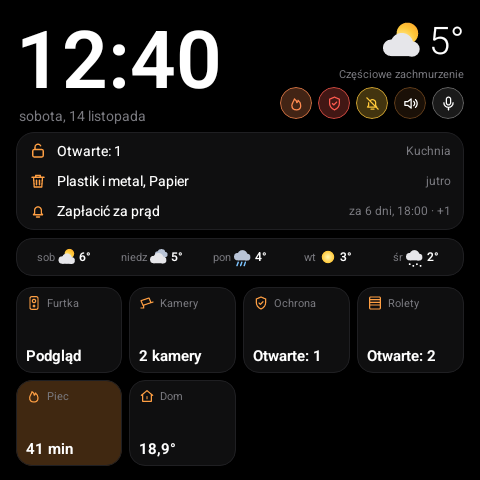 12:40
5°
Częściowe zachmurzenie
sobota, 14 listopada
Otwarte: 1 Kuchnia
Plastik i metal, Papier jutro
Zapłacić za prąd za 6 dni, 18:00 · +1
sob 6° niedz 5° pon 4° wt 3° śr 2°
Furtka Kamery Ochrona Rolety
Podgląd 2 kamery Otwarte: 1 Otwarte: 2
Piec Dom
41 min 18,9°